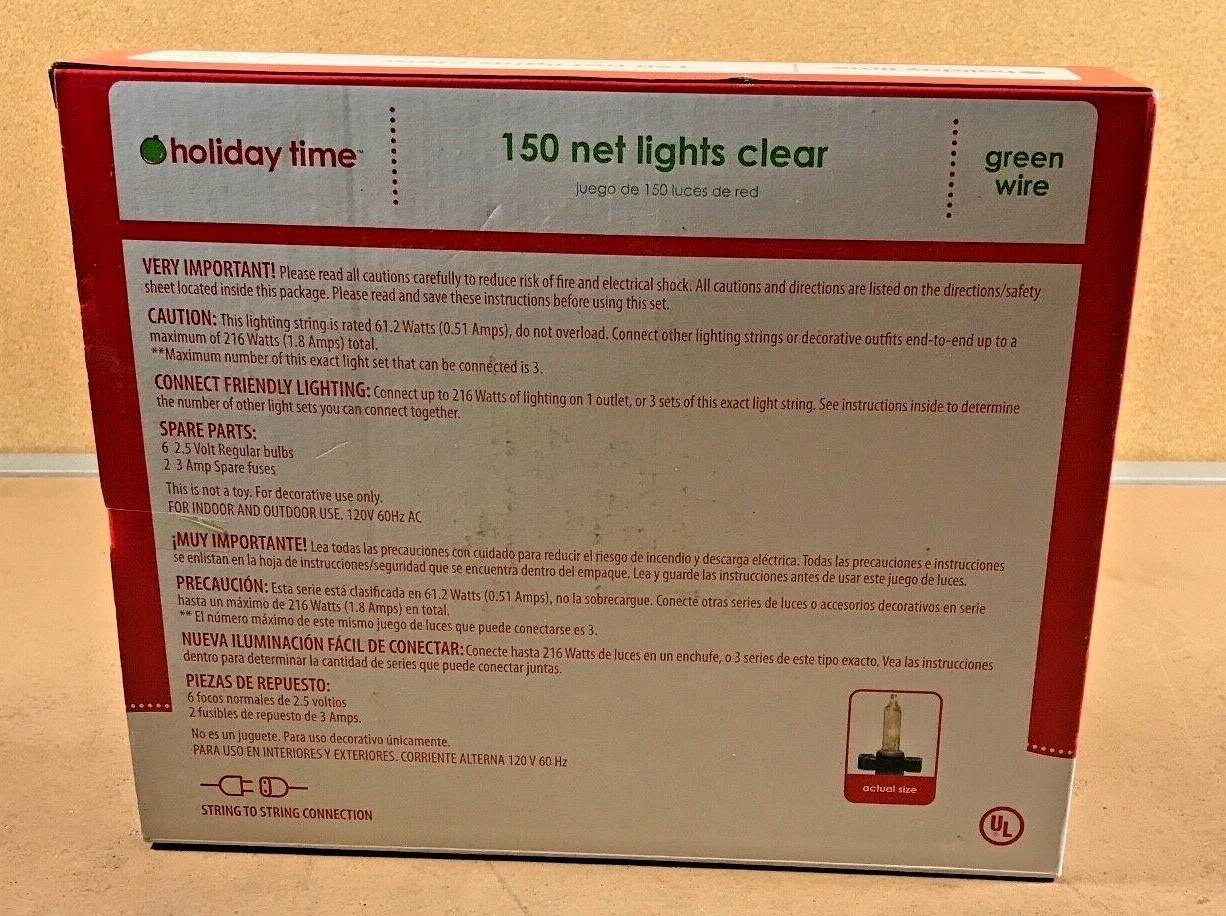 holiday time™
150 net lights clear
juego de 150 luces de red
green
wire
VERY IMPORTANT! Please read all cautions carefully to reduce risk of fire and electrical shock. All cautions and directions are listed on the directions/safety
sheet located inside this package. Please read and save these instructions before using this set.
CAUTION: This lighting string is rated 61.2 Watts (0.51 Amps), do not overload. Connect other lighting strings or decorative outfits end-to-end up to a
maximum of 216 Watts (1.8 Amps) total.
**Maximum number of this exact light set that can be connected is 3.
CONNECT FRIENDLY LIGHTING: Connect up to 216 Watts of lighting on 1 outlet, or 3 sets of this exact light string. See instructions inside to determine
the number of other light sets you can connect together.
SPARE PARTS:
6 2.5 Volt Regular bulbs
2 3 Amp Spare fuses
This is not a toy. For decorative use only.
FOR INDOOR AND OUTDOOR USE. 120V 60Hz AC
¡MUY IMPORTANTE! Lea todas las precauciones con cuidado para reducir el riesgo de incendio y descarga eléctrica. Todas las precauciones e instrucciones
se enlistan en la hoja de instrucciones/seguridad que se encuentra dentro del empaque. Lea y guarde las instrucciones antes de usar este juego de luces.
PRECAUCIÓN: Esta serie está clasificada en 61.2 Watts (0.51 Amps), no la sobrecargue. Conecte otras series de luces o accesorios decorativos en serie
hasta un máximo de 216 Watts (1.8 Amps) en total.
** El número máximo de este mismo juego de luces que puede conectarse es 3.
NUEVA ILUMINACIÓN FÁCIL DE CONECTAR: Conecte hasta 216 Watts de luces en un enchufe, o 3 series de este tipo exacto. Vea las instrucciones
dentro para determinar la cantidad de series que puede conectar juntas.
PIEZAS DE REPUESTO:
6 focos normales de 2.5 voltios
2 fusibles de repuesto de 3 Amps.
No es un juguete. Para uso decorativo únicamente.
PARA USO EN INTERIORES Y EXTERIORES. CORRIENTE ALTERNA 120 V 60 Hz
STRING TO STRING CONNECTION
actual size
UL